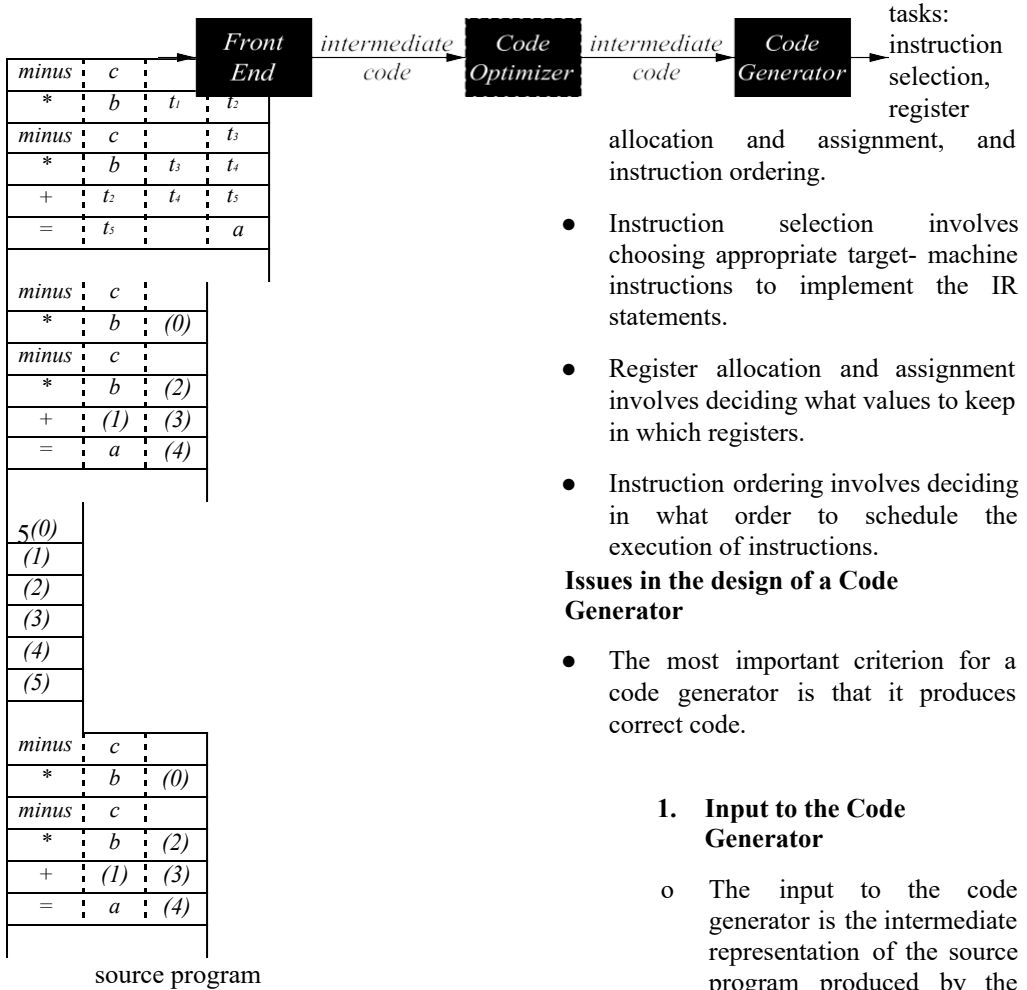 Front End
intermediate code
Code Optimizer
intermediate code
Code Generator
minus c
* b t₁ t₂
minus c t₃
* b t₃ t₄
+ t₂ t₄ t₅
= t₅ a
minus c
* b (0)
minus c
* b (2)
+ (1) (3)
= a (4)
5(0)
(1)
(2)
(3)
(4)
(5)
minus c
* b (0)
minus c
* b (2)
+ (1) (3)
= a (4)
source program
tasks:
instruction
selection,
register
allocation and assignment, and
instruction ordering.
● Instruction selection involves
choosing appropriate target- machine
instructions to implement the IR
statements.
● Register allocation and assignment
involves deciding what values to keep
in which registers.
● Instruction ordering involves deciding
in what order to schedule the
execution of instructions.
Issues in the design of a Code
Generator
● The most important criterion for a
code generator is that it produces
correct code.
1. Input to the Code
Generator
o The input to the code
generator is the intermediate
representation of the source
program produced by the